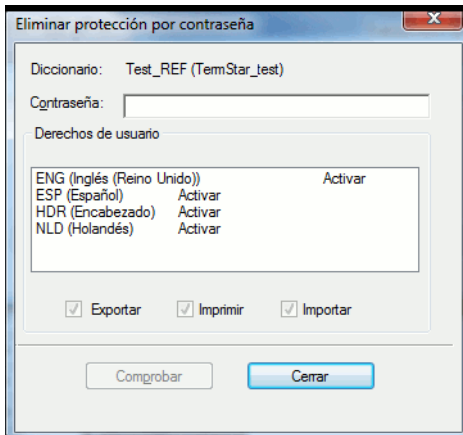 Eliminar protección por contraseña
Diccionario: Test_REF (TermStar_test)
Contraseña:
Derechos de usuario
ENG (Inglés (Reino Unido)) Activar
ESP (Español) Activar
HDR (Encabezado) Activar
NLD (Holandés) Activar
Exportar Imprimir Importar
Comprobar Cerrar